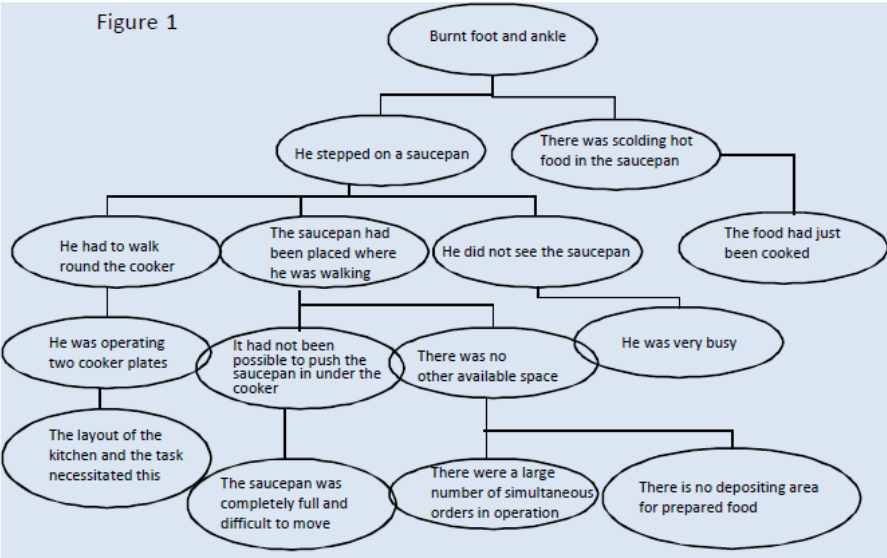 Figure 1
Burnt foot and ankle
He stepped on a saucepan
There was scolding hot
food in the saucepan
He had to walk
round the cooker
The saucepan had
been placed where
he was walking
He did not see the saucepan
The food had just
been cooked
He was operating
two cooker plates
It had not been
possible to push the
saucepan in under the
cooker
There was no
other available space
He was very busy
The layout of the
kitchen and the task
necessitated this
The saucepan was
completely full and
difficult to move
There were a large
number of simultaneous
orders in operation
There is no depositing area
for prepared food